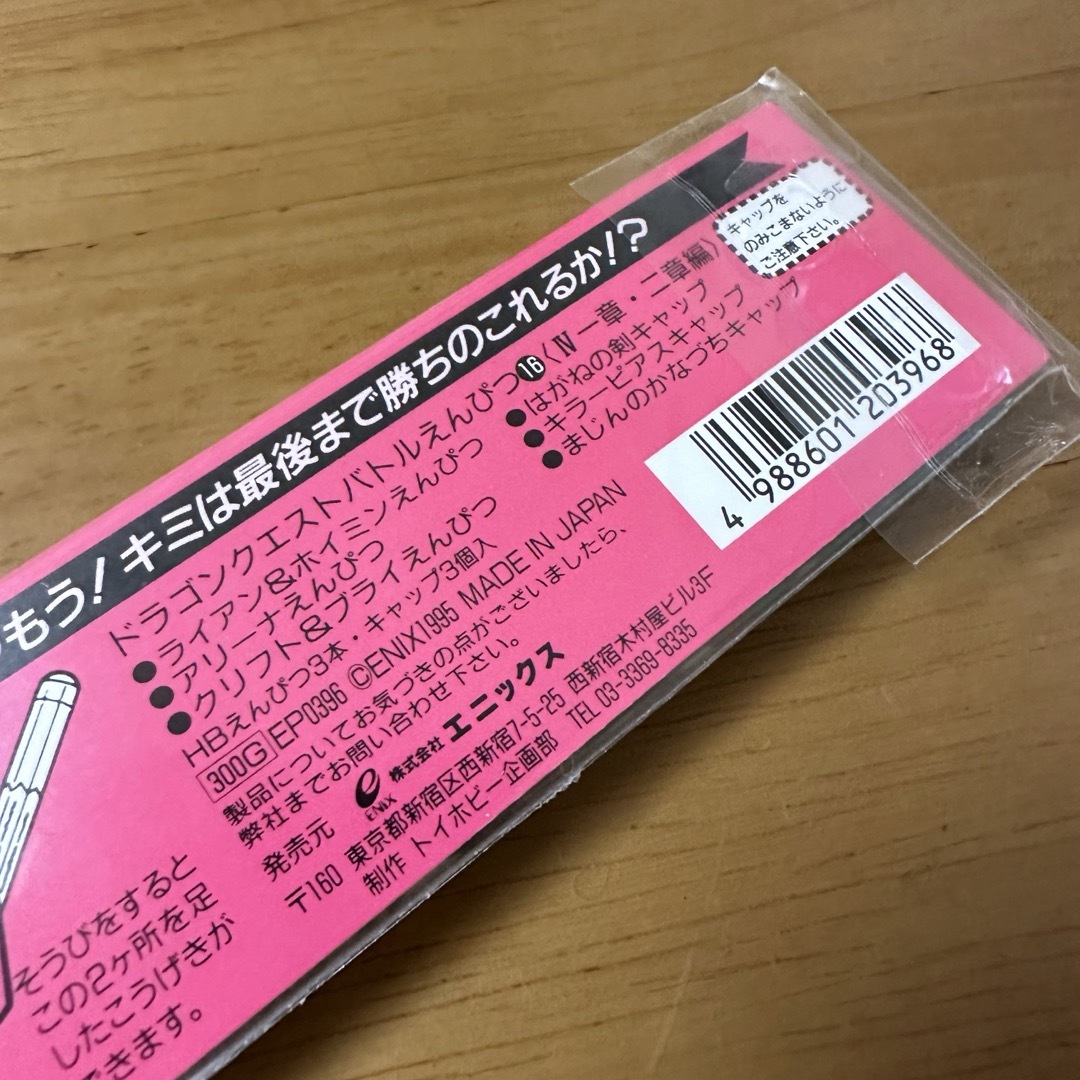 もう！キミは最後まで勝ちのこれるか！？
キャップを
のみこまないように
ご注意下さい。
ドラゴンクエストバトルえんぴつ⑯〈Ⅳ一章・二章編〉
●ライアン&ホイミンえんぴつ
●アリーナえんぴつ
●クリフト&ブライえんぴつ
●はがねの剣キャップ
●キラーピアスキャップ
●まじんのかなづちキャップ
HBえんぴつ3本・キャップ3個入
300G EP0396 ©ENIX1995 MADE IN JAPAN
製品についてお気づきの点がございましたら、
弊社までお問い合わせ下さい。
発売元 ENIX 株式会社 エニックス
〒160 東京都新宿区西新宿7-5-25 西新宿木村屋ビル3F
制作 トイホビー企画部 TEL 03-3369-8335
4 988601 203968
そうびをすると
この2ケ所を足
したこうげきが
できます。